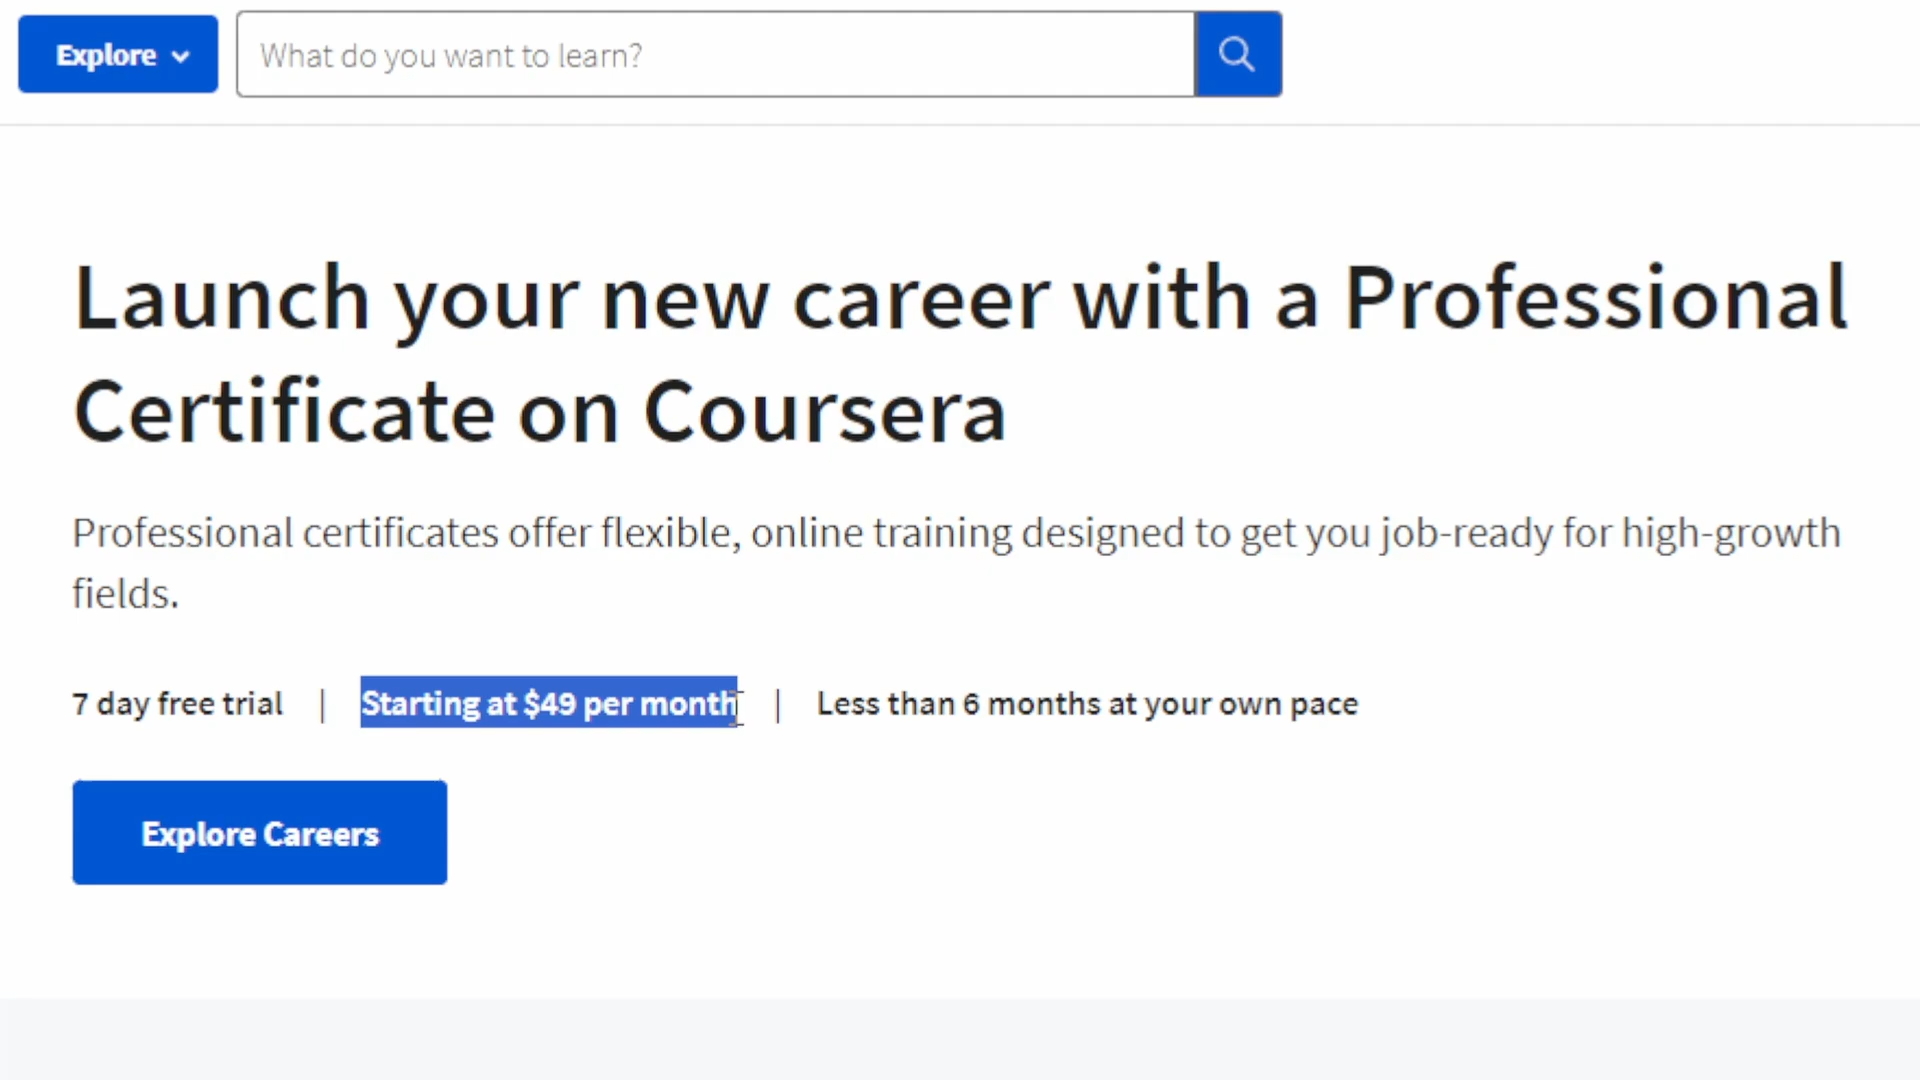 Explore
What do you want to learn?
Launch your new career with a Professional
Certificate on Coursera
Professional certificates offer flexible, online training designed to get you job-ready for high-growth
fields.
7 day free trial | Starting at $49 per month | Less than 6 months at your own pace
Explore Careers